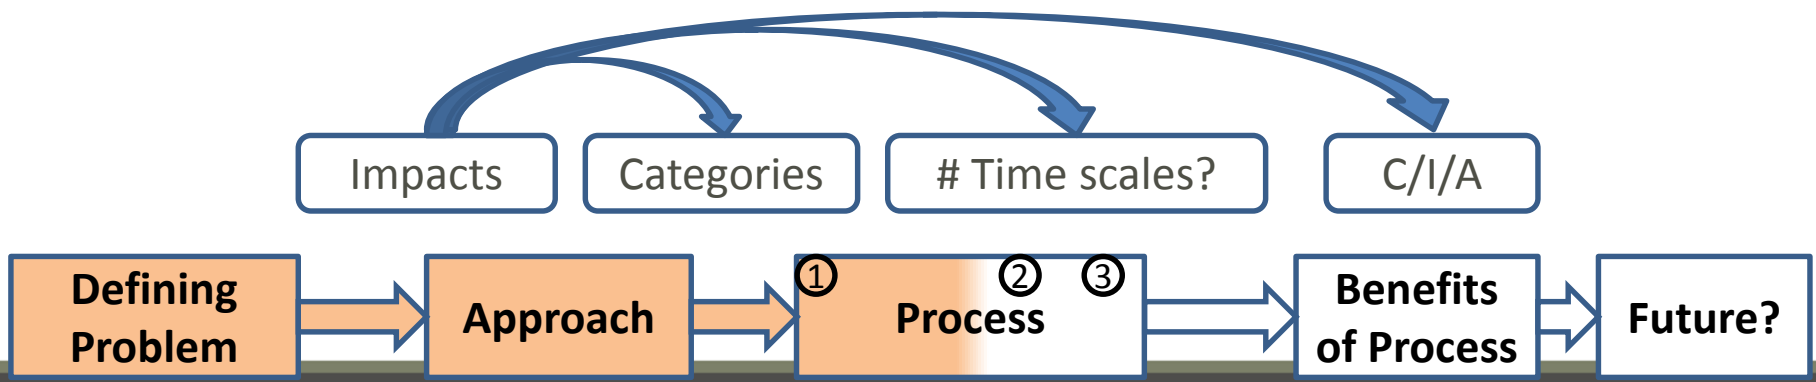 Impacts
Categories
# Time scales?
C/I/A
Defining
Problem
Approach
1
2
3
Process
Benefits
of Process
Future?